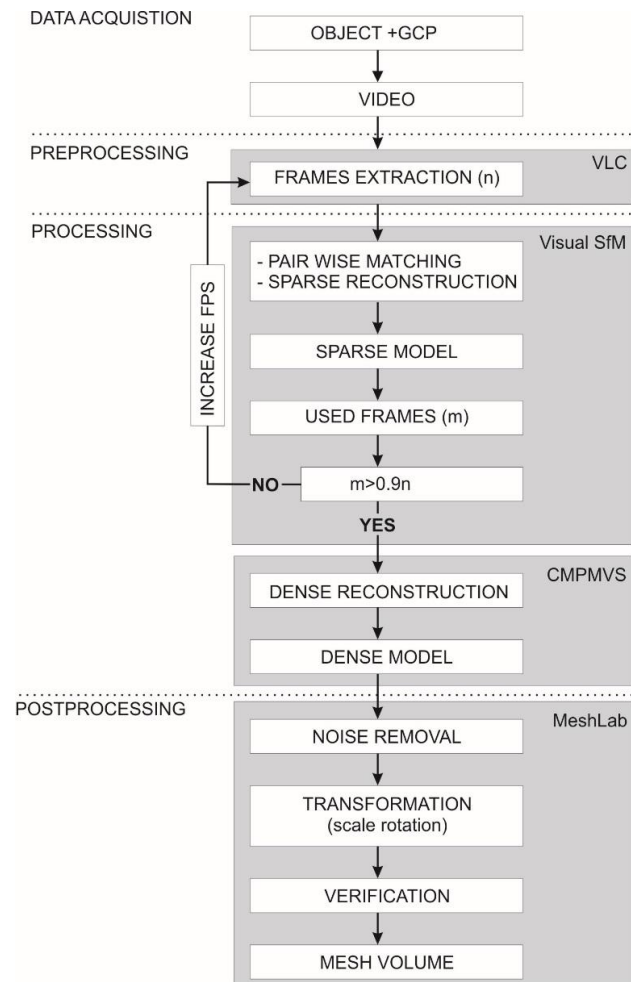 DATA ACQUISTION
OBJECT +GCP
VIDEO
PREPROCESSING
VLC
FRAMES EXTRACTION (n)
PROCESSING
Visual SfM
- PAIR WISE MATCHING
- SPARSE RECONSTRUCTION
INCREASE FPS
SPARSE MODEL
USED FRAMES (m)
NO
m>0.9n
YES
CMPMVS
DENSE RECONSTRUCTION
DENSE MODEL
POSTPROCESSING
MeshLab
NOISE REMOVAL
TRANSFORMATION
(scale rotation)
VERIFICATION
MESH VOLUME